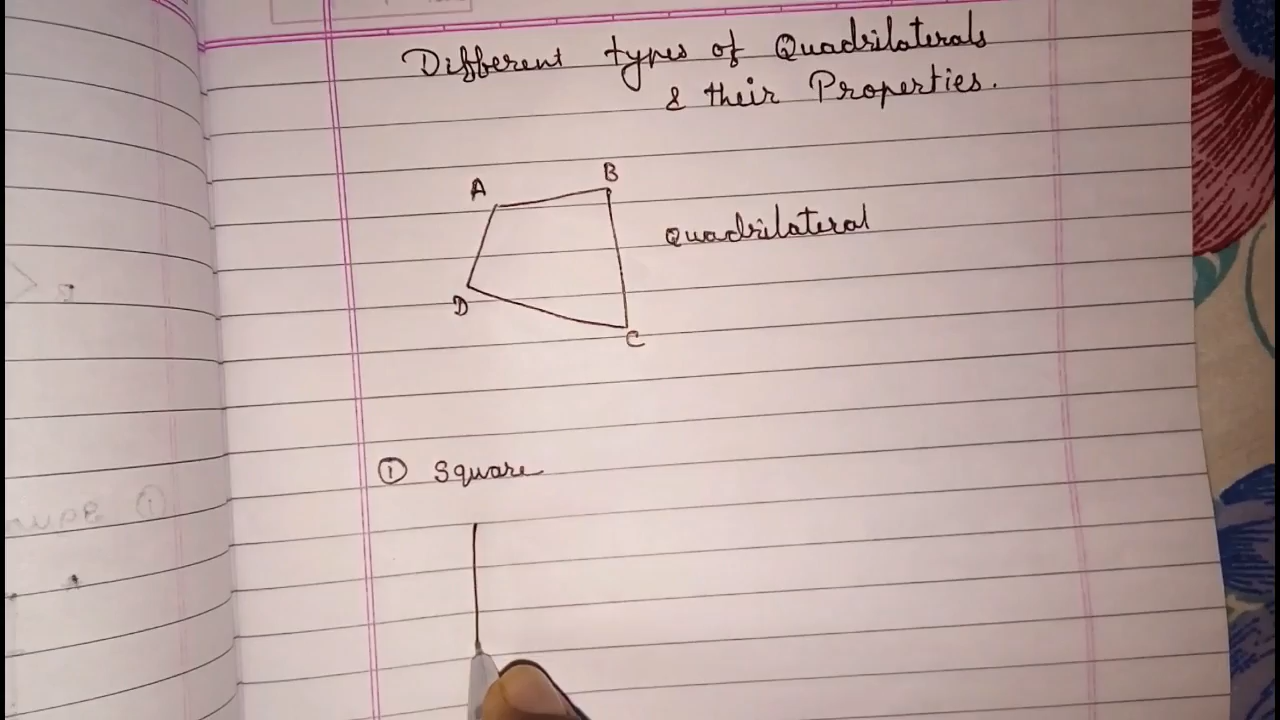 Different types of Quadrilaterals
& their Properties.
A
B
Quadrilateral
D
C
① Square